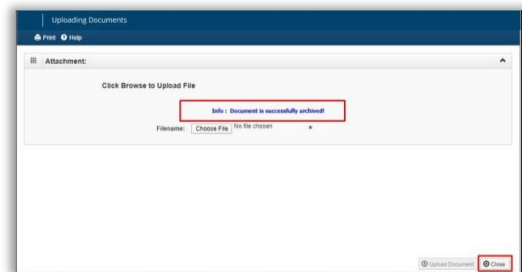 Uploading Documents
Print Help
Attachment:
Click Browse to Upload File
Info : Document is successfully archived!
Filename: Choose File No file chosen *
Upload Document Close